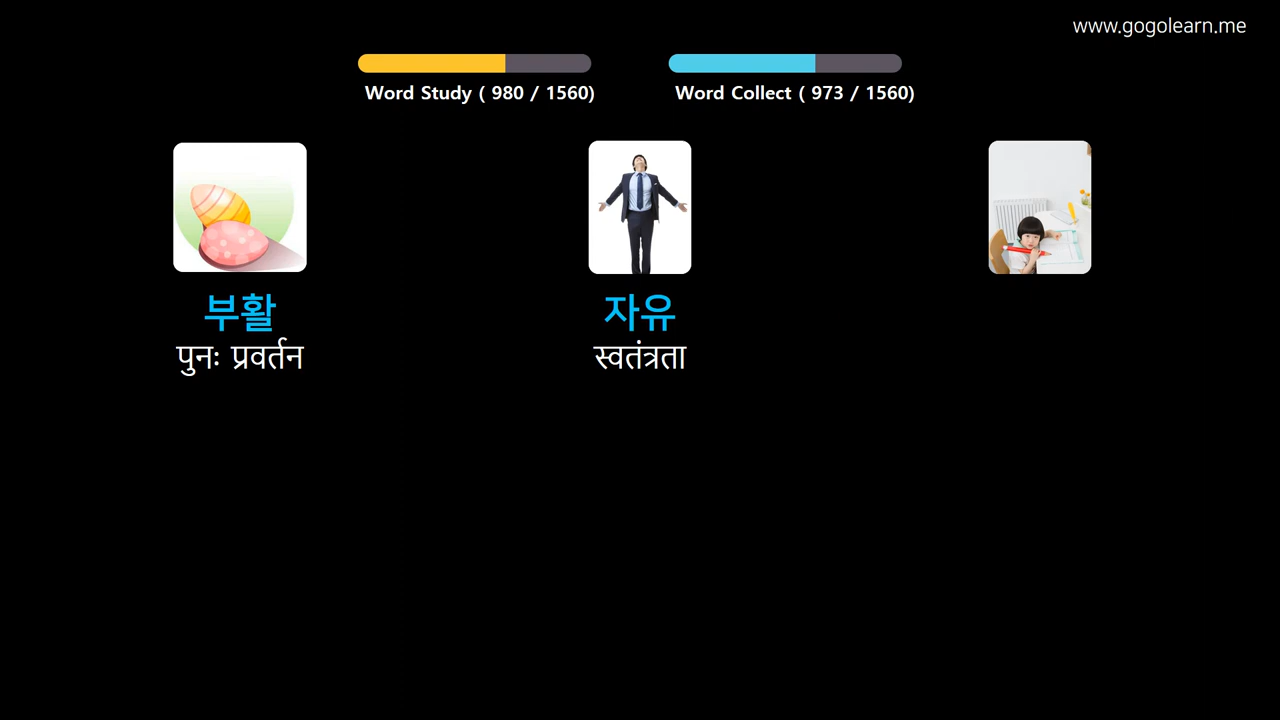 www.gogolearn.me
Word Study ( 980 / 1560)
Word Collect ( 973 / 1560)
부활
पुनः प्रवर्तन
자유
स्वतंत्रता